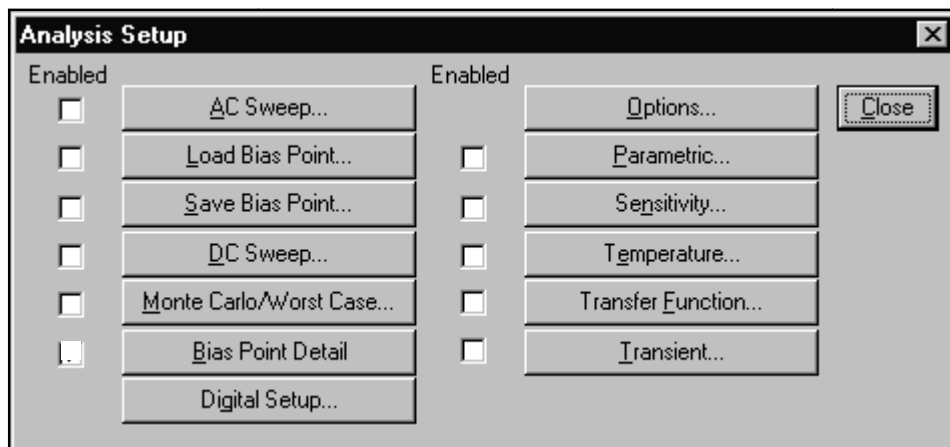 Analysis Setup
Enabled
AC Sweep...
Load Bias Point...
Save Bias Point...
DC Sweep...
Monte Carlo/Worst Case...
Bias Point Detail
Digital Setup...
Enabled
Options...
Parametric...
Sensitivity...
Temperature...
Transfer Function...
Transient...
Close